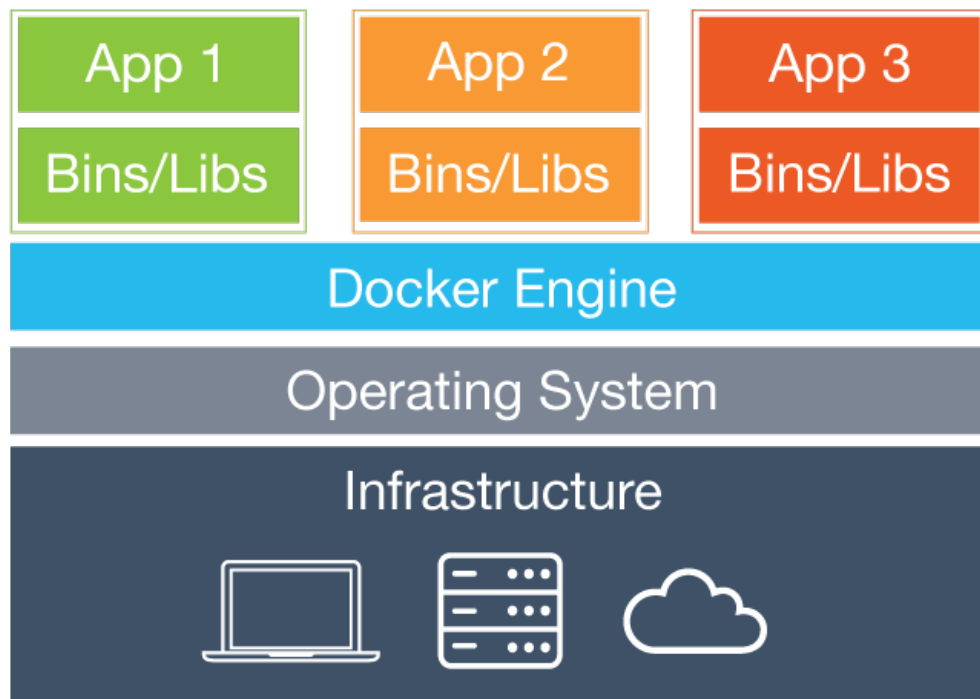 App 1
App 2
App 3
Bins/Libs
Bins/Libs
Bins/Libs
Docker Engine
Operating System
Infrastructure